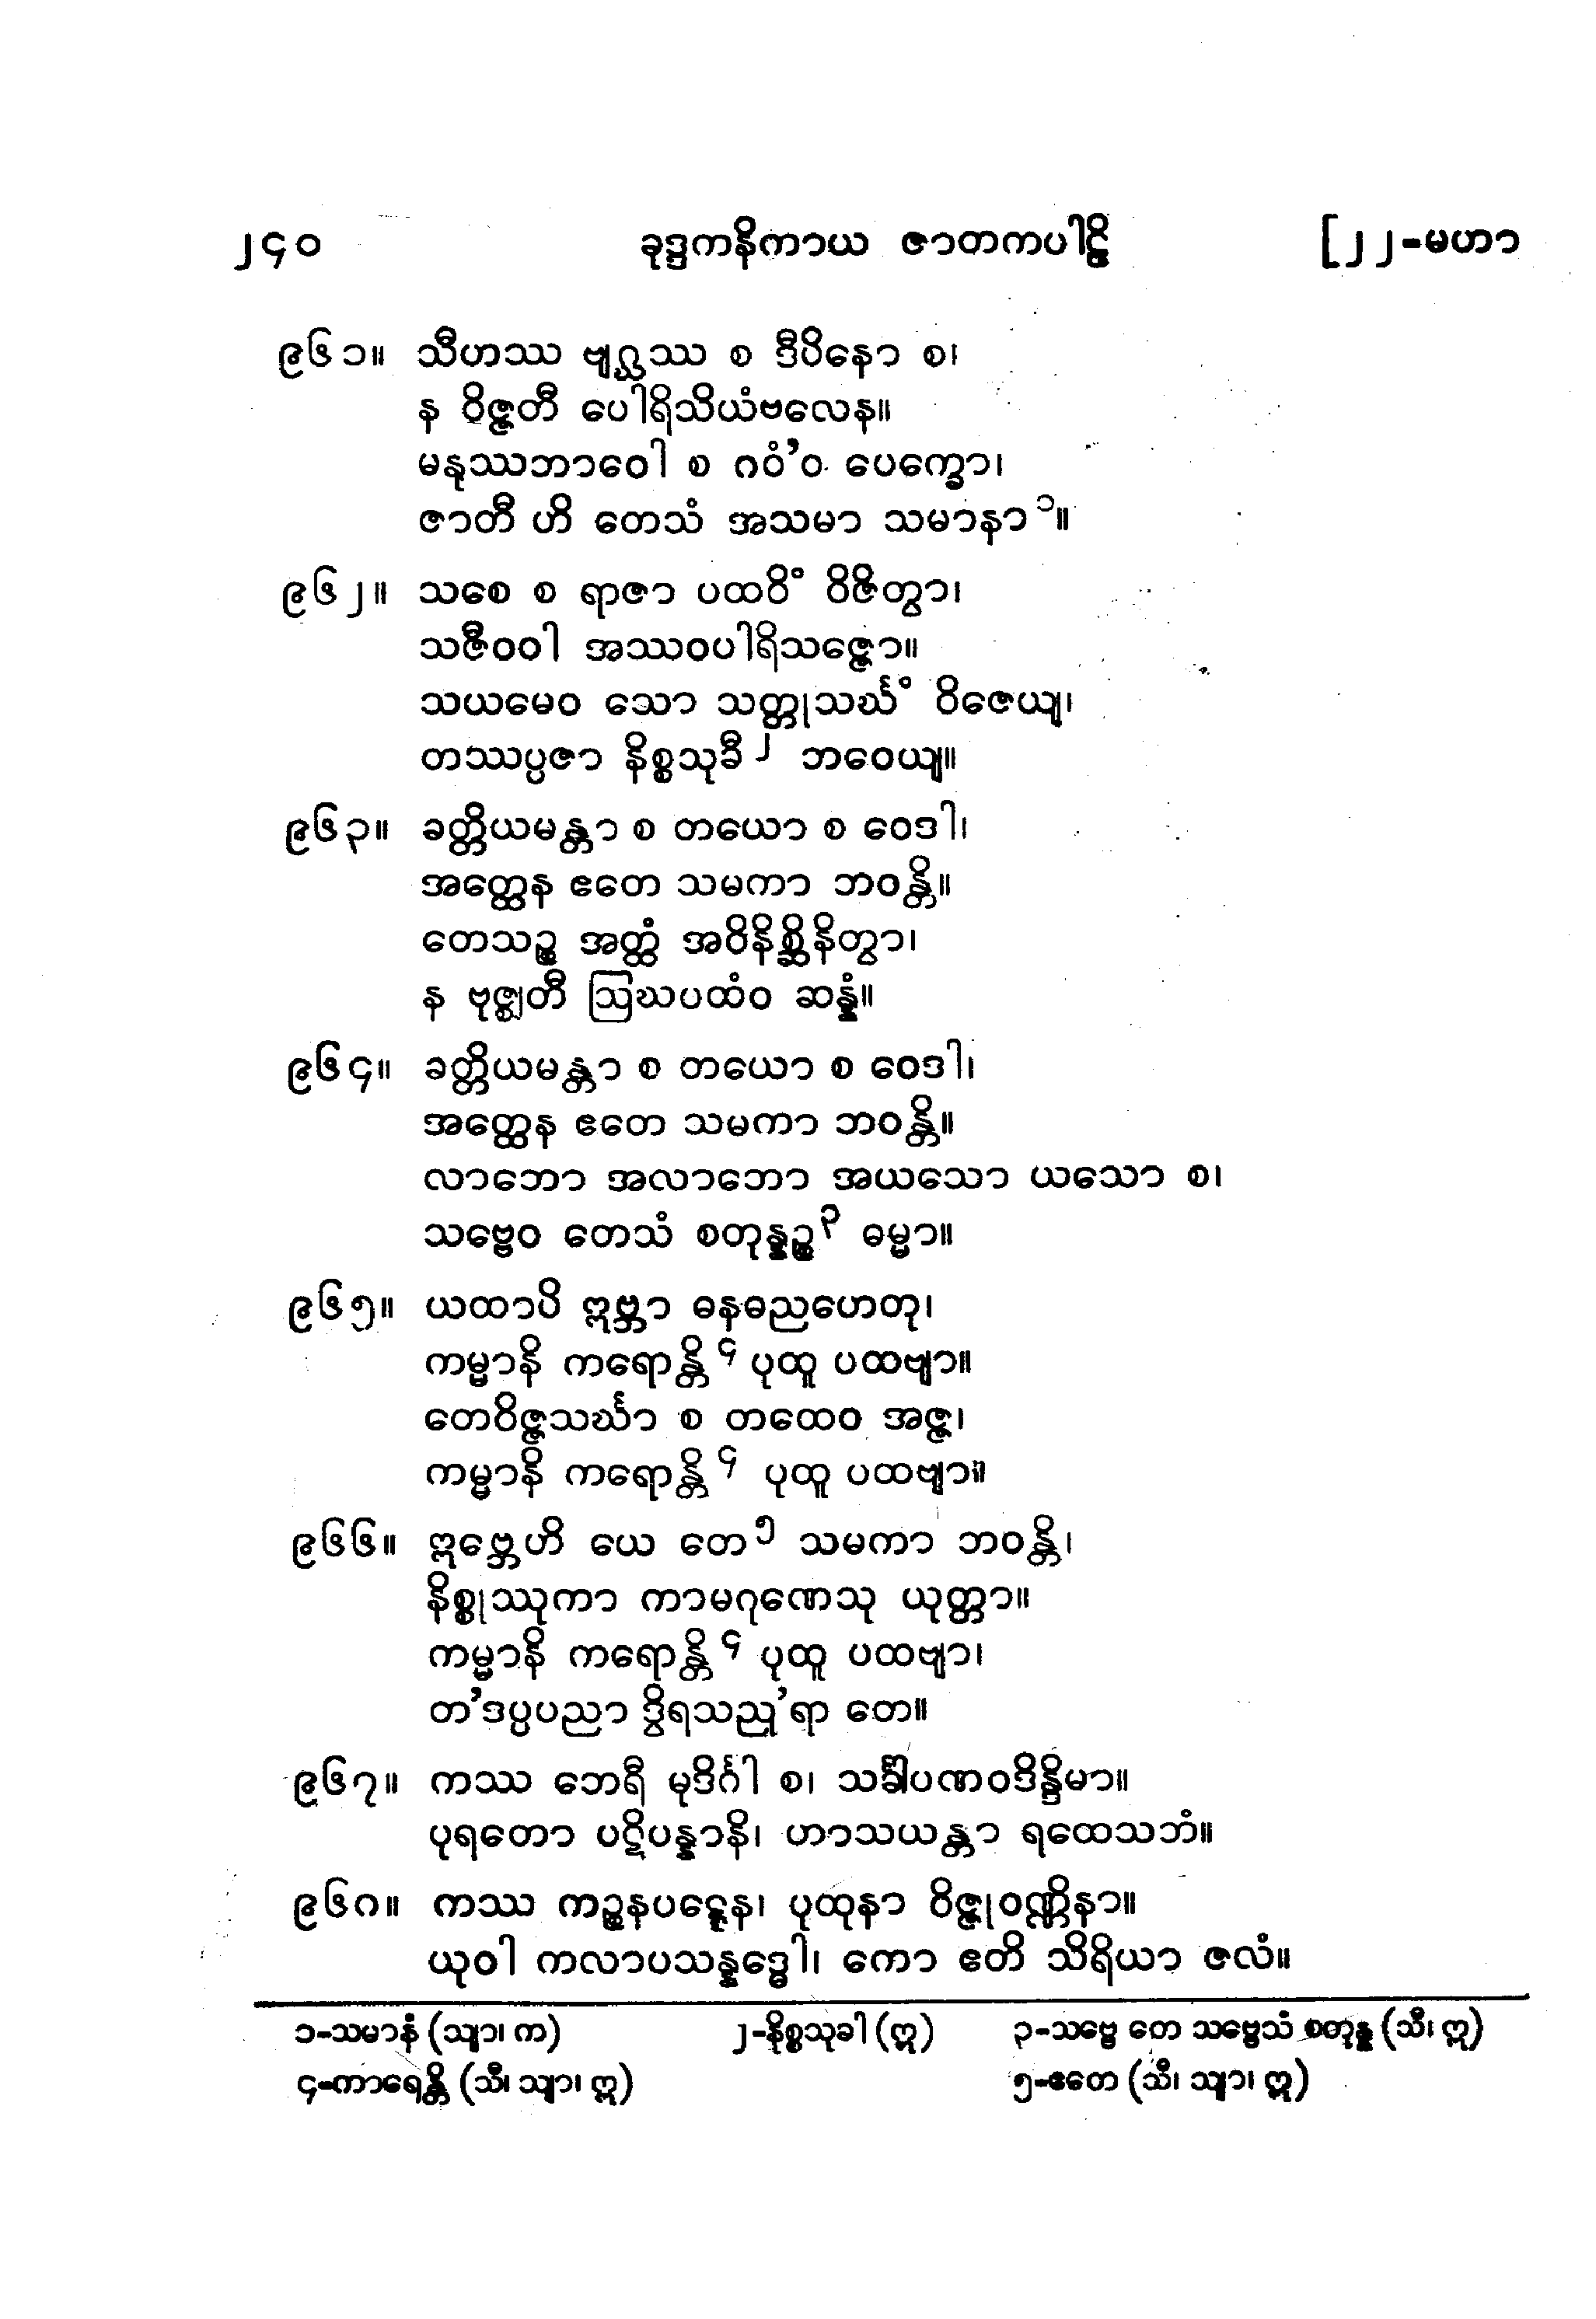 ၂၄၀ ခုဒ္ဒကနိကာယ ဇာတကပါဠိ [၂၂-မဟာ
၉၆၁။ သီဟဿ ဗျဂ္ဃဿ စ ဒီပိနော စ၊
န ဝိဇ္ဇတီ ပေါရိသိယံဗလေန။
မနုဿဘာဝေါ စ ဂဝံ’ဝ ပေက္ခော၊
ဇာတီ ဟိ တေသံ အသမာ သမာနာ ၁။
၉၆၂။ သစေ စ ရာဇာ ပထဝိံ ဝိဇိတွာ၊
သဇီဝဝါ အဿဝပါရိသဇ္ဇော။
သယမေဝ သော သတ္တုသင်္ဃံ ဝိဇေယျ၊
တဿပ္ပဇာ နိစ္စသုခီ ၂ ဘဝေယျ။
၉၆၃။ ခတ္တိယမန္တာ စ တယော စ ဝေဒါ၊
အတ္ထေန ဧတေ သမကာ ဘဝန္တိ။
တေသဉ္စ အတ္ထံ အဝိနိစ္ဆိနိတွာ၊
န ဗုဇ္ဈတီ ဩဃပထံဝ ဆန္နံ။
၉၆၄။ ခတ္တိယမန္တာ စ တယော စ ဝေဒါ၊
အတ္ထေန ဧတေ သမကာ ဘဝန္တိ။
လာဘော အလာဘော အယသော ယသော စ၊
သဗ္ဗေဝ တေသံ စတုန္နဉ္စ ၃ ဓမ္မာ။
၉၆၅။ ယထာပိ ဣဗ္ဘာ ဓနဓညဟေတု၊
ကမ္မာနိ ကရောန္တိ ၄ ပုထူ ပထဗျာ။
တေဝိဇ္ဇသင်္ဃာ စ တထေဝ အဇ္ဇ၊
ကမ္မာနိ ကရောန္တိ ၄ ပုထူ ပထဗျာ။
၉၆၆။ ဣဗ္ဘေဟိ ယေ တေ ၅ သမကာ ဘဝန္တိ၊
နိစ္စုဿုကာ ကာမဂုဏေသု ယုတ္တာ။
ကမ္မာနိ ကရောန္တိ ၄ ပုထူ ပထဗျာ၊
တ’ဒပ္ပပညာ ဒွိရသညု’ရာ တေ။
၉၆၇။ ကဿ ဘေရီ မုဒိင်္ဂါ စ၊ သင်္ခါပဏဝဒိန္ဒိမာ။
ပုရတော ပဋိပန္နာနိ၊ ဟာသယန္တာ ရထေသဘံ။
၉၆၈။ ကဿ ကဉ္စနပဋ္ဋေန၊ ပုထုနာ ဝိဇ္ဇုဝဏ္ဏိနာ။
ယုဝါ ကလာပသန္နဒ္ဓေါ၊ ကော ဧတိ သိရိယာ ဇလံ။
၁-သမာနံ (သျာ၊ က) ၂-နိစ္စသုခါ (ဣ) ၃-သဗ္ဗေ တေ သဗ္ဗေသံ စတုန္န (သီ၊ ဣ)
၄-ကာရေန္တိ (သီ၊ သျာ၊ ဣ) ၅-ဧတေ (သီ၊ သျာ၊ ဣ)